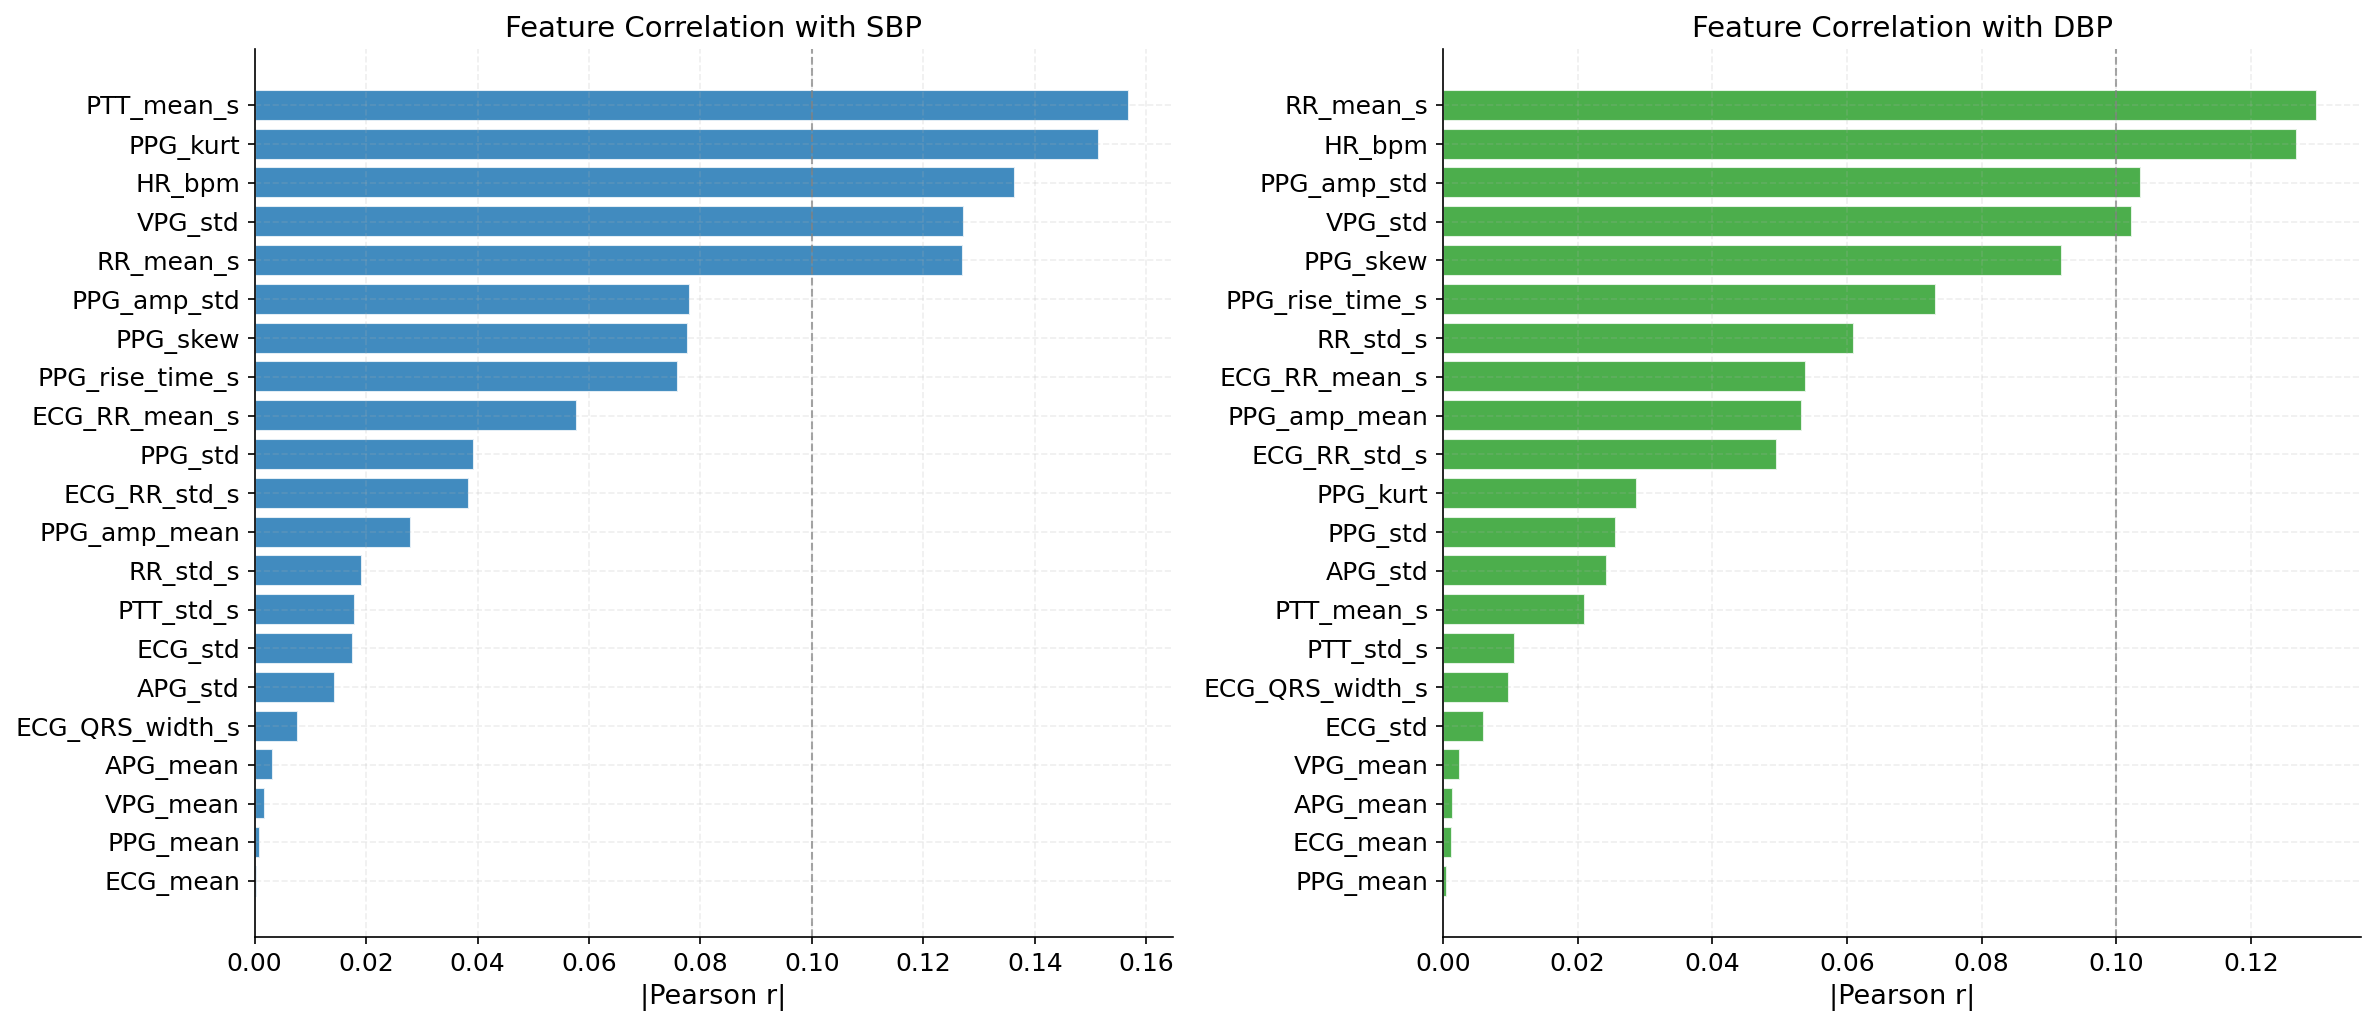 Feature Correlation with SBP
PTT_mean_s
PPG_kurt
HR_bpm
VPG_std
RR_mean_s
PPG_amp_std
PPG_skew
PPG_rise_time_s
ECG_RR_mean_s
PPG_std
ECG_RR_std_s
PPG_amp_mean
RR_std_s
PTT_std_s
ECG_std
APG_std
ECG_QRS_width_s
APG_mean
VPG_mean
PPG_mean
ECG_mean
0.00 0.02 0.04 0.06 0.08 0.10 0.12 0.14 0.16
|Pearson r|
Feature Correlation with DBP
RR_mean_s
HR_bpm
PPG_amp_std
VPG_std
PPG_skew
PPG_rise_time_s
RR_std_s
ECG_RR_mean_s
PPG_amp_mean
ECG_RR_std_s
PPG_kurt
PPG_std
APG_std
PTT_mean_s
PTT_std_s
ECG_QRS_width_s
ECG_std
VPG_mean
APG_mean
ECG_mean
PPG_mean
0.00 0.02 0.04 0.06 0.08 0.10 0.12
|Pearson r|